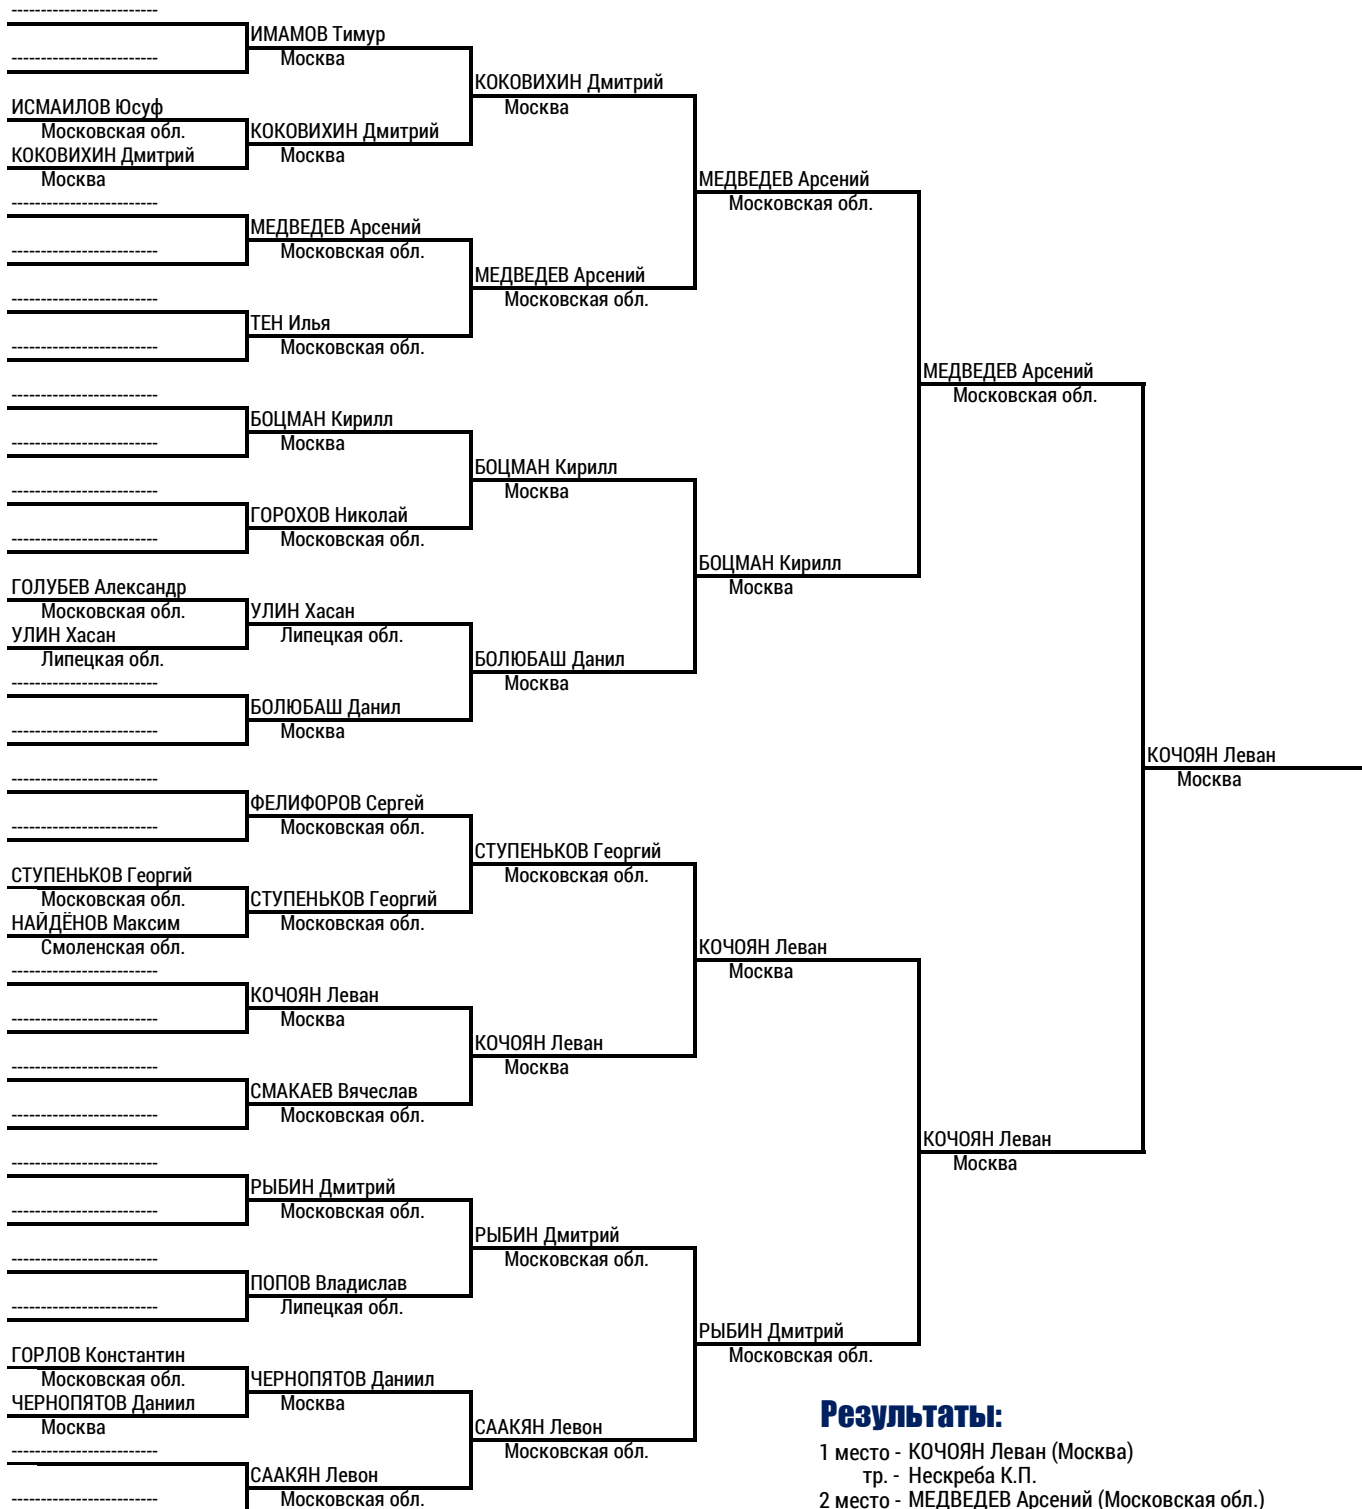 -------------------------
ИМАМОВ Тимур
-------------------------
Москва
КОКОВИХИН Дмитрий
Москва
ИСМАИЛОВ Юсуф
Московская обл.
КОКОВИХИН Дмитрий
КОКОВИХИН Дмитрий
Москва
Москва
МЕДВЕДЕВ Арсений
Московская обл.
-------------------------
МЕДВЕДЕВ Арсений
-------------------------
Московская обл.
МЕДВЕДЕВ Арсений
Московская обл.
-------------------------
ТЕН Илья
-------------------------
Московская обл.
МЕДВЕДЕВ Арсений
Московская обл.
-------------------------
БОЦМАН Кирилл
-------------------------
Москва
БОЦМАН Кирилл
Москва
-------------------------
ГОРОХОВ Николай
-------------------------
Московская обл.
БОЦМАН Кирилл
Москва
ГОЛУБЕВ Александр
Московская обл.
УЛИН Хасан
УЛИН Хасан
Липецкая обл.
Липецкая обл.
БОЛЮБАШ Данил
Москва
-------------------------
БОЛЮБАШ Данил
-------------------------
Москва
КОЧОЯН Леван
Москва
-------------------------
ФЕЛИФОРОВ Сергей
-------------------------
Московская обл.
СТУПЕНЬКОВ Георгий
Московская обл.
СТУПЕНЬКОВ Георгий
Московская обл.
СТУПЕНЬКОВ Георгий
НАЙДЁНОВ Максим
Московская обл.
Смоленская обл.
КОЧОЯН Леван
Москва
-------------------------
КОЧОЯН Леван
-------------------------
Москва
КОЧОЯН Леван
Москва
-------------------------
СМАКАЕВ Вячеслав
-------------------------
Московская обл.
КОЧОЯН Леван
Москва
-------------------------
РЫБИН Дмитрий
-------------------------
Московская обл.
РЫБИН Дмитрий
Московская обл.
-------------------------
ПОПОВ Владислав
-------------------------
Липецкая обл.
РЫБИН Дмитрий
Московская обл.
ГОРЛОВ Константин
Московская обл.
ЧЕРНОПЯТОВ Даниил
ЧЕРНОПЯТОВ Даниил
Москва
Москва
СААКЯН Левон
Московская обл.
-------------------------
СААКЯН Левон
-------------------------
Московская обл.
Результаты:
1 место - КОЧОЯН Леван (Москва)
тр. - Нескреба К.П.
2 место - МЕДВЕДЕВ Арсений (Московская обл.)